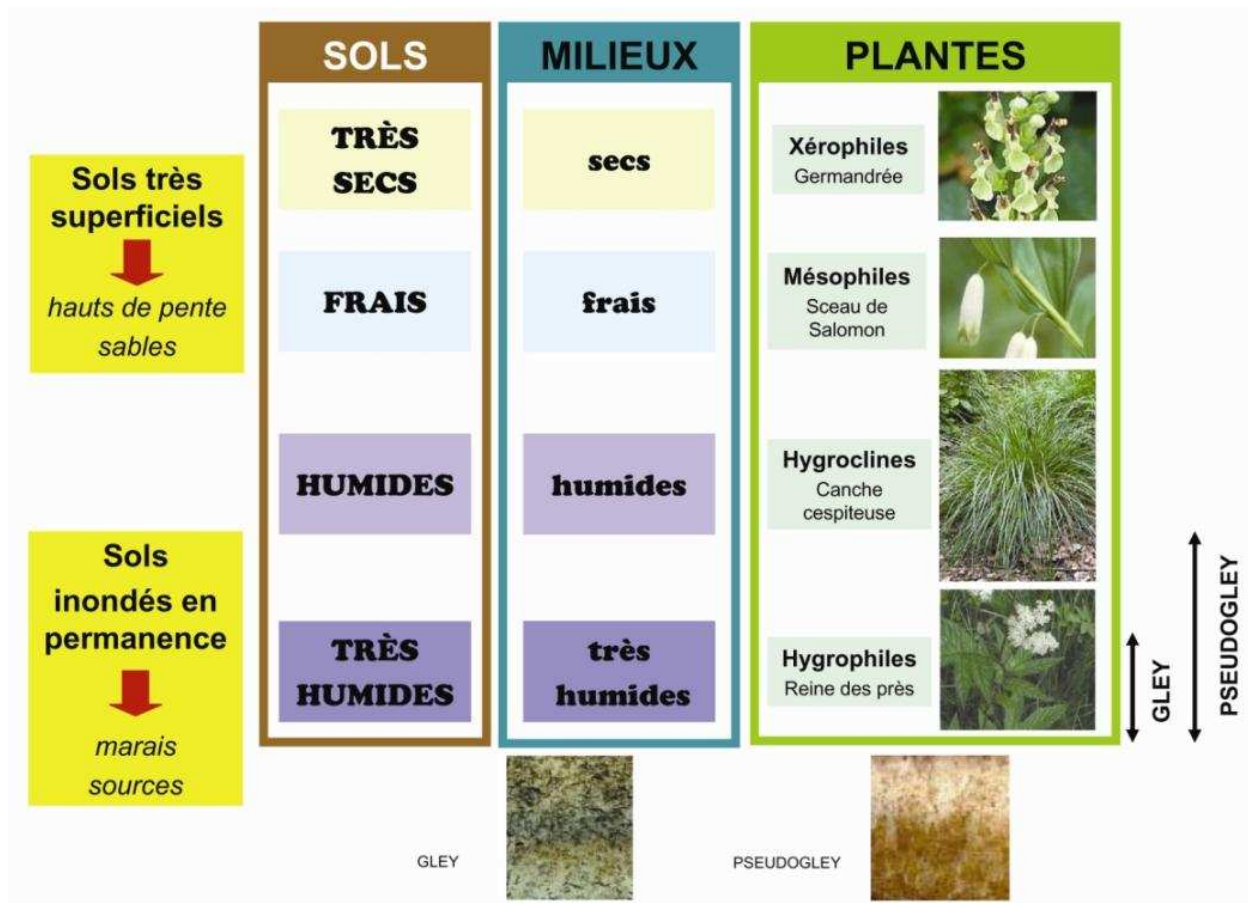 SOLS
MILIEUX
PLANTES
Sols très
superficiels
hauts de pente
sables
Sols
inondés en
permanence
marais
sources
TRÈS
SECS
FRAIS
HUMIDES
TRÈS
HUMIDES
secs
frais
humides
très
humides
Xérophiles
Germandrée
Mésophiles
Sceau de
Salomon
Hygroclines
Canche
cespiteuse
Hygrophiles
Reine des près
GLEY
PSEUDOGLEY
GLEY
PSEUDOGLEY